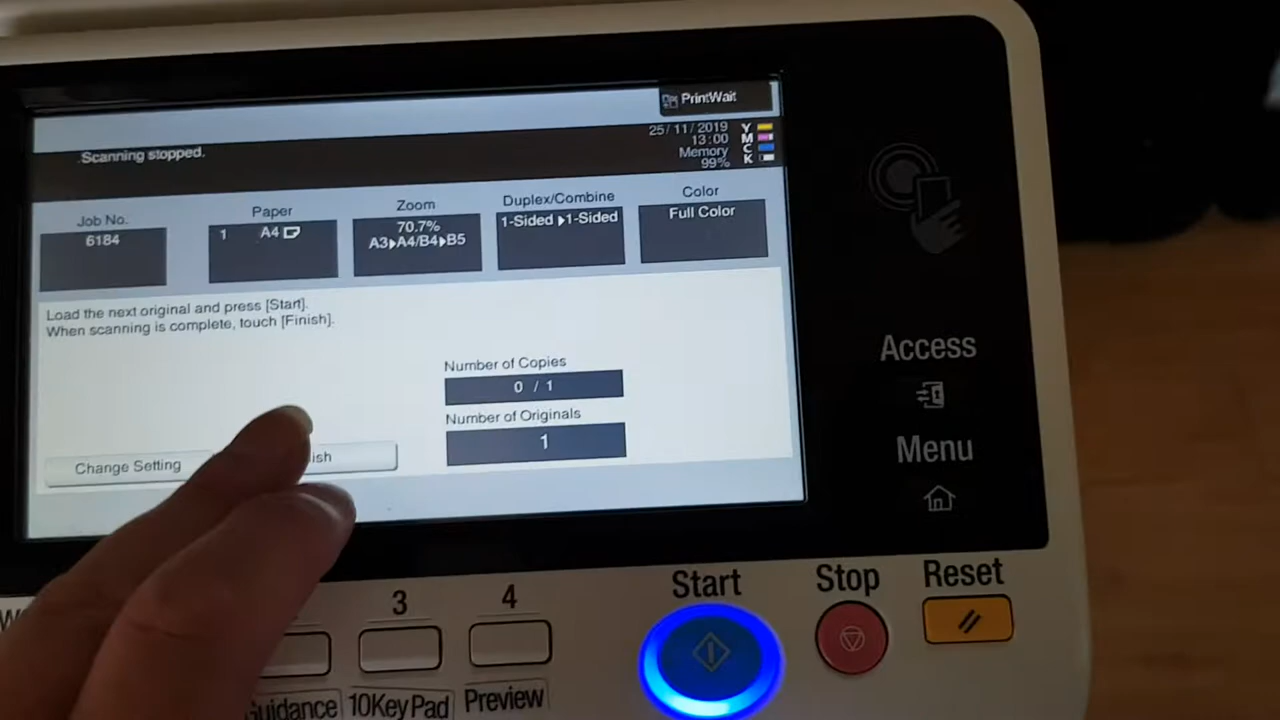 PrintWait
Scanning stopped.
25/11/2019
13:00
Memory
99%
Y
M
C
K
Job No.
6184
Paper
1 A4
Zoom
70.7%
A3▸A4/B4▸B5
Duplex/Combine
1-Sided ▸1-Sided
Color
Full Color
Load the next original and press [Start].
When scanning is complete, touch [Finish].
Number of Copies
0 / 1
Number of Originals
1
Change Setting
ish
Access
Menu
3
4
Start
Stop
Reset
Guidance
10KeyPad
Preview